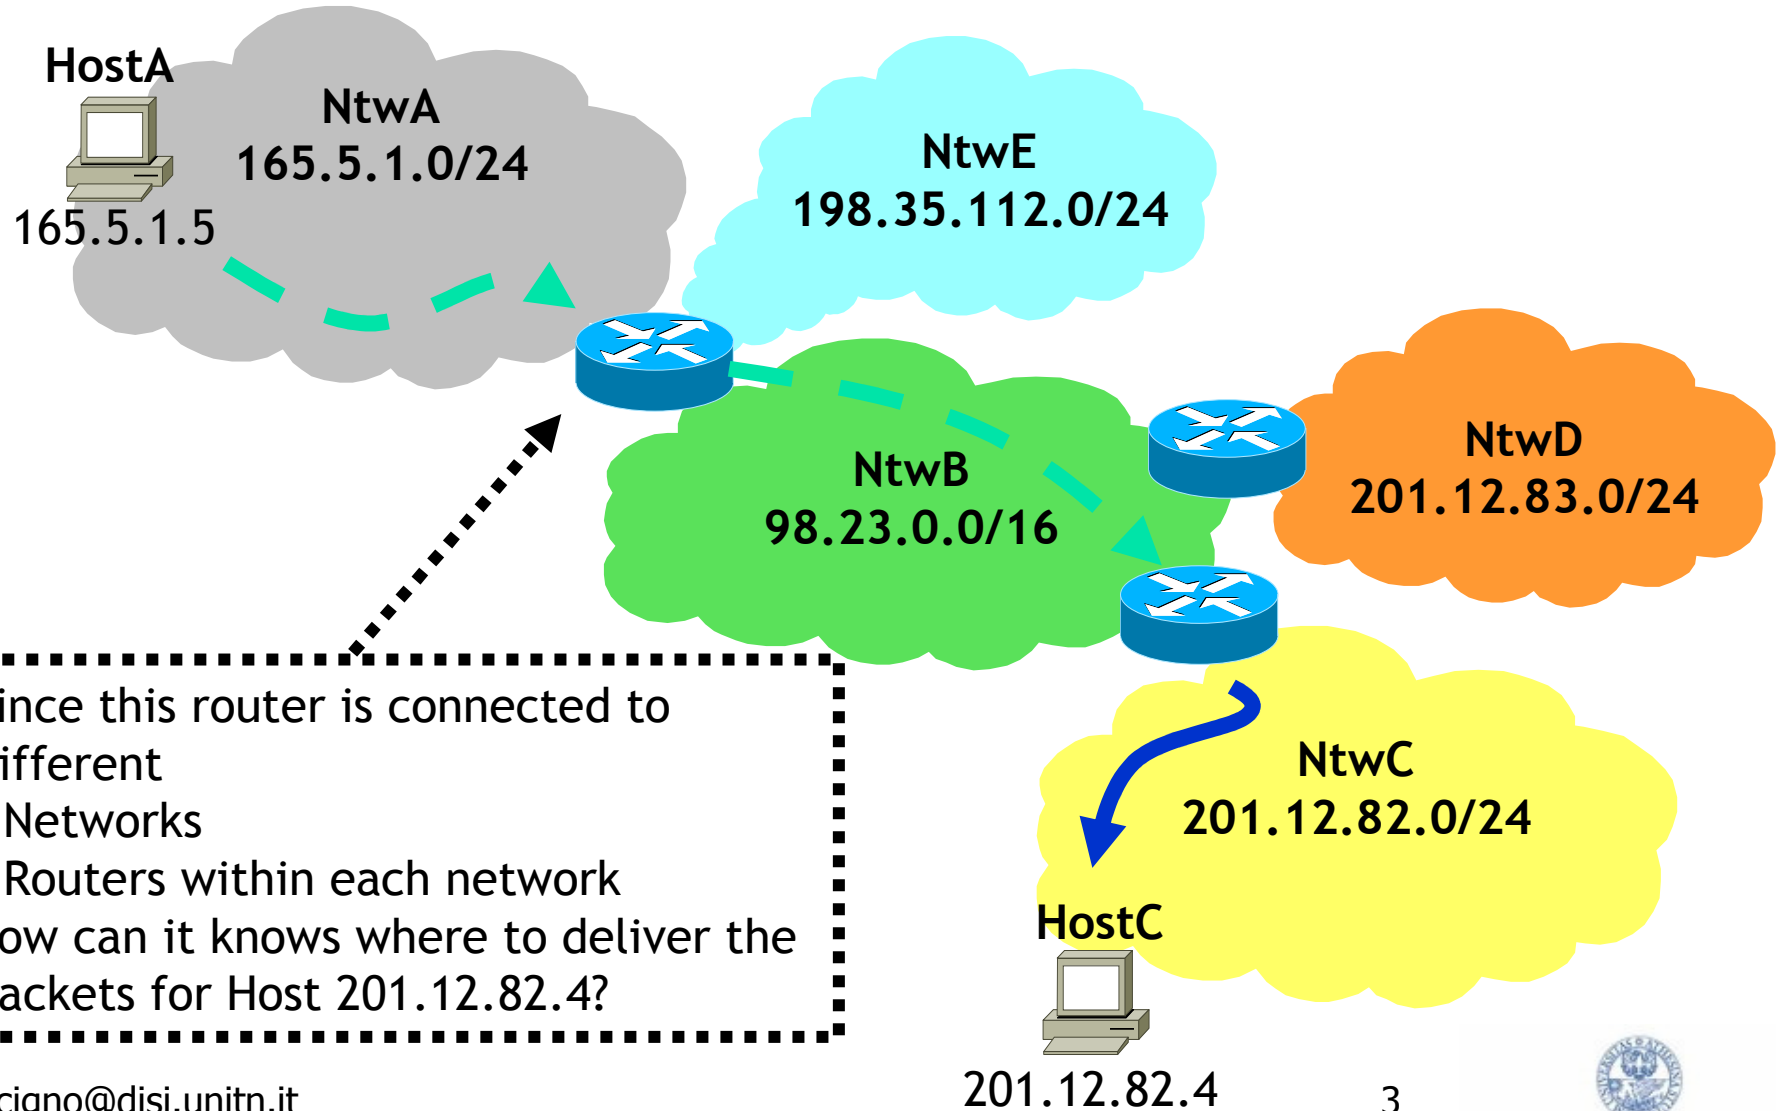 HostA
NtwA
165.5.1.0/24
165.5.1.5
NtwE
198.35.112.0/24
NtwD
201.12.83.0/24
NtwB
98.23.0.0/16
ince this router is connected to
ifferent
Networks
Routers within each network
ow can it knows where to deliver the
ackets for Host 201.12.82.4?
NtwC
201.12.82.0/24
HostC
201.12.82.4
cigno@disi.unitn.it
3